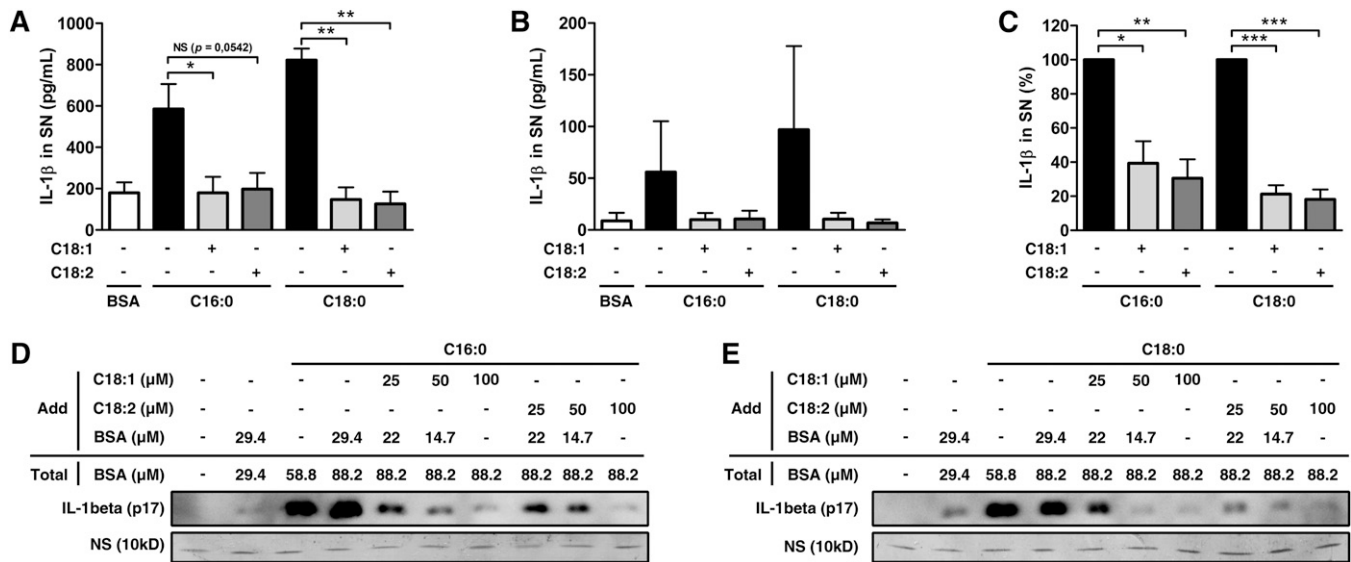 A
IL-1β in SN (pg/mL)
1000
800
600
400
200
0
NS (p = 0,0542)
*
**
**
C18:1 - - + - - + -
C18:2 - - - + - - +
BSA C16:0 C18:0
B
IL-1β in SN (pg/mL)
200
150
100
50
0
- - + - - + -
- - - + - - +
BSA C16:0 C18:0
C
IL-1β in SN (%)
120
100
80
60
40
20
0
**
*
***
***
C18:1 - + - - + -
C18:2 - - + - - +
C16:0 C18:0
D
C16:0
Add
C18:1 (µM) - - - - 25 50 100 - - -
C18:2 (µM) - - - - - - - 25 50 100
BSA (µM) - 29.4 - 29.4 22 14.7 - 22 14.7 -
Total BSA (µM) - 29.4 58.8 88.2 88.2 88.2 88.2 88.2 88.2 88.2
IL-1beta (p17)
NS (10kD)
E
C18:0
Add
C18:1 (µM) - - - - 25 50 100 - - -
C18:2 (µM) - - - - - - - 25 50 100
BSA (µM) - 29.4 - 29.4 22 14.7 - 22 14.7 -
Total BSA (µM) - 29.4 58.8 88.2 88.2 88.2 88.2 88.2 88.2 88.2
IL-1beta (p17)
NS (10kD)